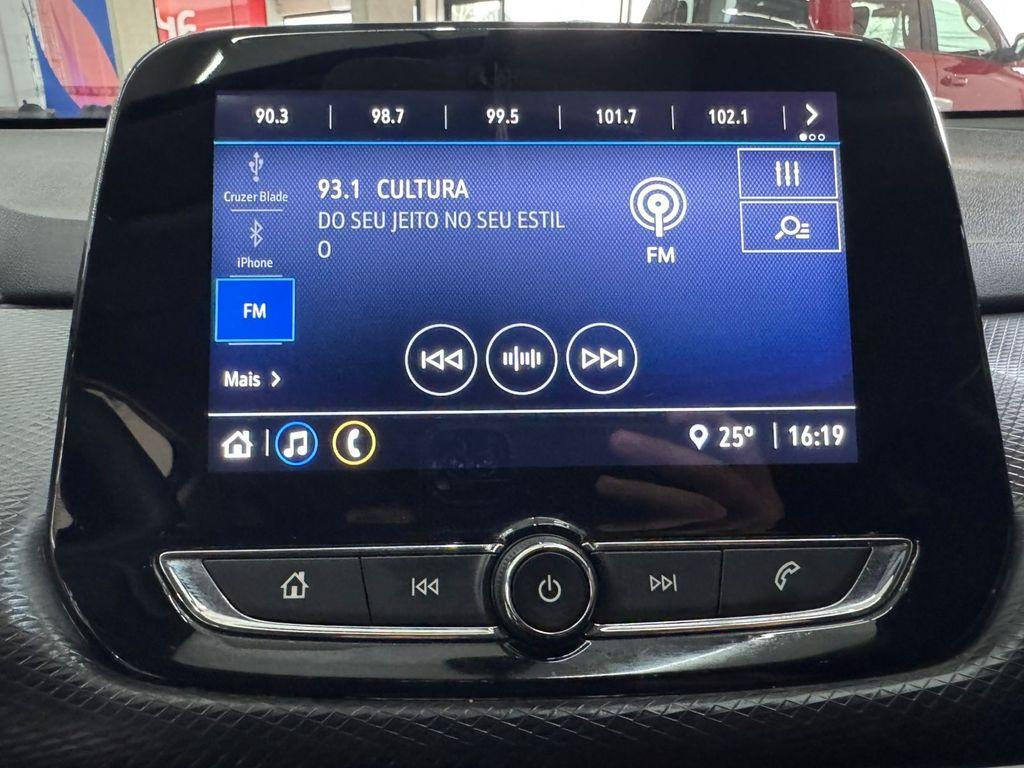 90.3 | 98.7 | 99.5 | 101.7 | 102.1
Cruzer Blade
93.1 CULTURA
DO SEU JEITO NO SEU ESTIL
O
FM
iPhone
FM
Mais
25° | 16:19